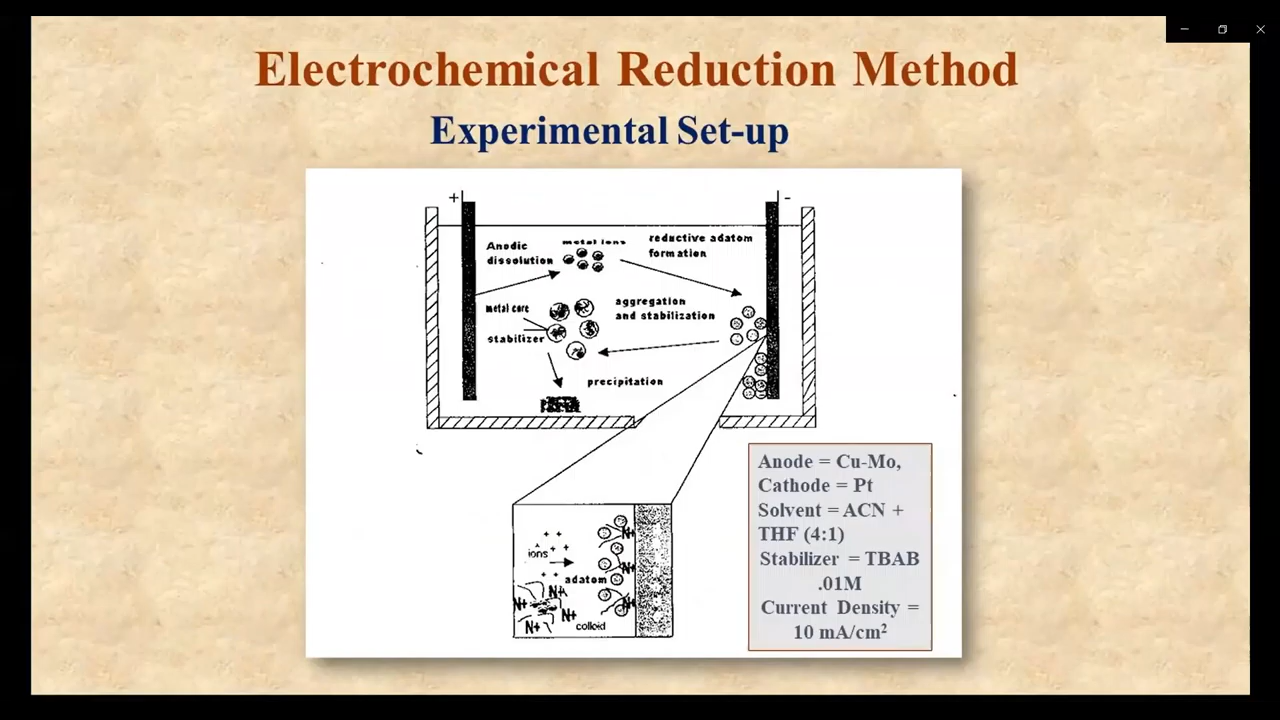 Electrochemical Reduction Method
Experimental Set-up
+
-
Anodic
dissolution
metal ions
reductive adatom
formation
metal core
stabilizer
aggregation
and stabilization
precipitation
ions
adatom
N+
N+
N+
N+
N+
N+
N+
colloid
Anode = Cu-Mo,
Cathode = Pt
Solvent = ACN +
THF (4:1)
Stabilizer = TBAB
.01M
Current Density =
10 mA/cm²